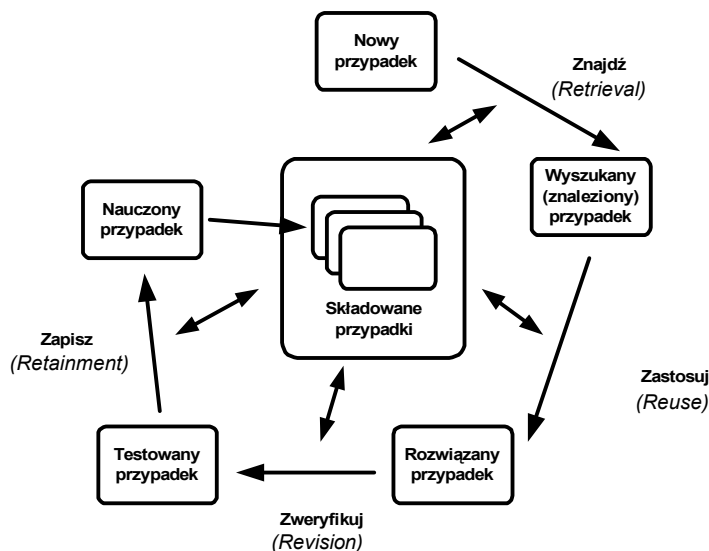 Nowy
przypadek
Znajdź
(Retrieval)
Wyszukany
(znaleziony)
przypadek
Nauczony
przypadek
Składowane
przypadki
Zapisz
(Retainment)
Zastosuj
(Reuse)
Testowany
przypadek
Rozwiązany
przypadek
Zweryfikuj
(Revision)